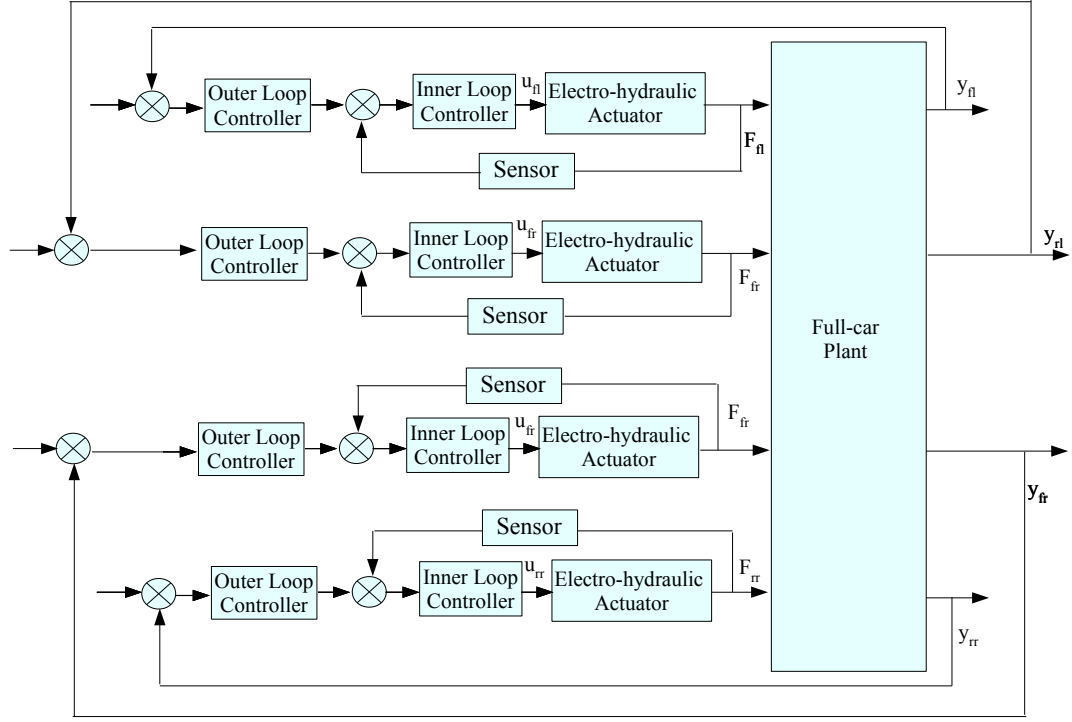 Outer Loop
Controller
Inner Loop
Controller
u_fl
Electro-hydraulic
Actuator
F_fl
Sensor
y_fl
Outer Loop
Controller
Inner Loop
Controller
u_fr
Electro-hydraulic
Actuator
F_fr
Sensor
y_rl
Full-car
Plant
Sensor
Outer Loop
Controller
Inner Loop
Controller
u_fr
Electro-hydraulic
Actuator
F_fr
y_fr
Sensor
Outer Loop
Controller
Inner Loop
Controller
u_rr
Electro-hydraulic
Actuator
F_rr
y_rr